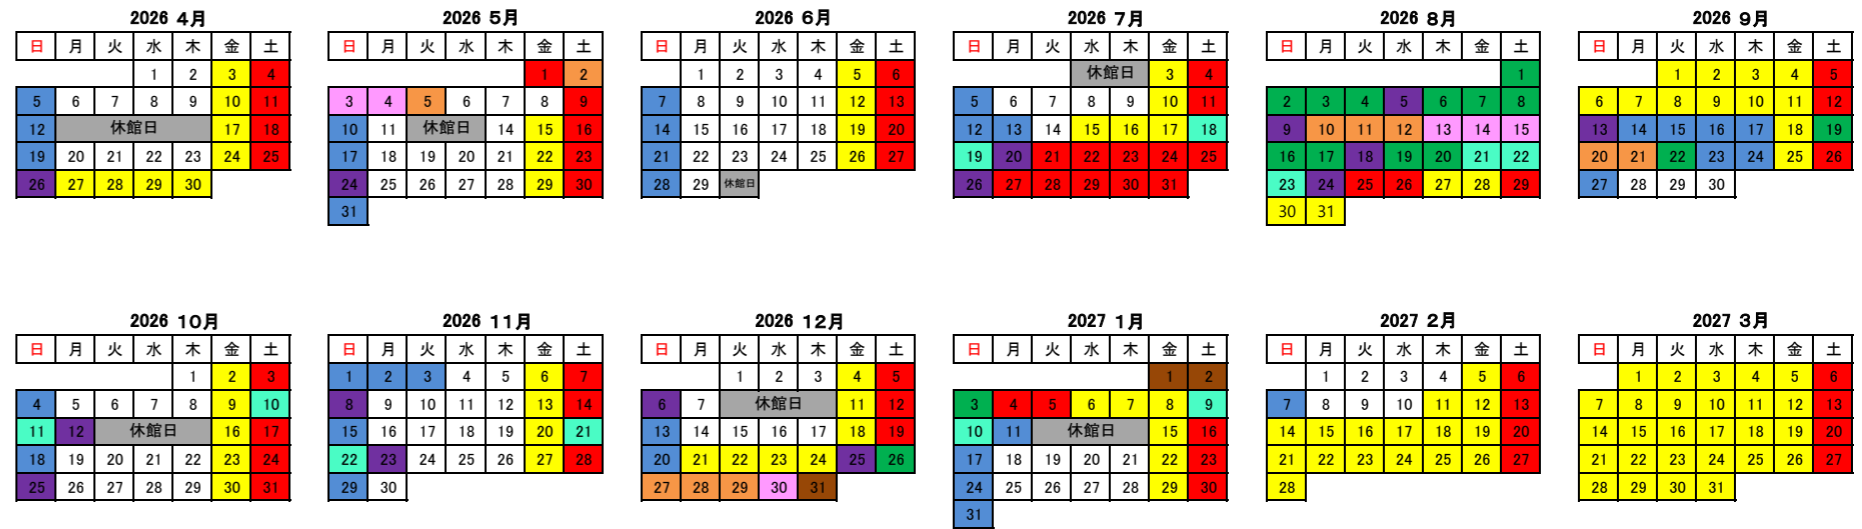 2026 4月
日 月 火 水 木 金 土
1 2 3 4
5 6 7 8 9 10 11
12 休館日 17 18
19 20 21 22 23 24 25
26 27 28 29 30
2026 5月
日 月 火 水 木 金 土
1 2
3 4 5 6 7 8 9
10 11 休館日 14 15 16
17 18 19 20 21 22 23
24 25 26 27 28 29 30
31
2026 6月
日 月 火 水 木 金 土
1 2 3 4 5 6
7 8 9 10 11 12 13
14 15 16 17 18 19 20
21 22 23 24 25 26 27
28 29 休館日
2026 7月
日 月 火 水 木 金 土
休館日 3 4
5 6 7 8 9 10 11
12 13 14 15 16 17 18
19 20 21 22 23 24 25
26 27 28 29 30 31
2026 8月
日 月 火 水 木 金 土
1
2 3 4 5 6 7 8
9 10 11 12 13 14 15
16 17 18 19 20 21 22
23 24 25 26 27 28 29
30 31
2026 9月
日 月 火 水 木 金 土
1 2 3 4 5
6 7 8 9 10 11 12
13 14 15 16 17 18 19
20 21 22 23 24 25 26
27 28 29 30
2026 10月
日 月 火 水 木 金 土
1 2 3
4 5 6 7 8 9 10
11 12 休館日 16 17
18 19 20 21 22 23 24
25 26 27 28 29 30 31
2026 11月
日 月 火 水 木 金 土
1 2 3 4 5 6 7
8 9 10 11 12 13 14
15 16 17 18 19 20 21
22 23 24 25 26 27 28
29 30
2026 12月
日 月 火 水 木 金 土
1 2 3 4 5
6 7 休館日 11 12
13 14 15 16 17 18 19
20 21 22 23 24 25 26
27 28 29 30 31
2027 1月
日 月 火 水 木 金 土
1 2
3 4 5 6 7 8 9
10 11 休館日 15 16
17 18 19 20 21 22 23
24 25 26 27 28 29 30
31
2027 2月
日 月 火 水 木 金 土
1 2 3 4 5 6
7 8 9 10 11 12 13
14 15 16 17 18 19 20
21 22 23 24 25 26 27
28
2027 3月
日 月 火 水 木 金 土
1 2 3 4 5 6
7 8 9 10 11 12 13
14 15 16 17 18 19 20
21 22 23 24 25 26 27
28 29 30 31